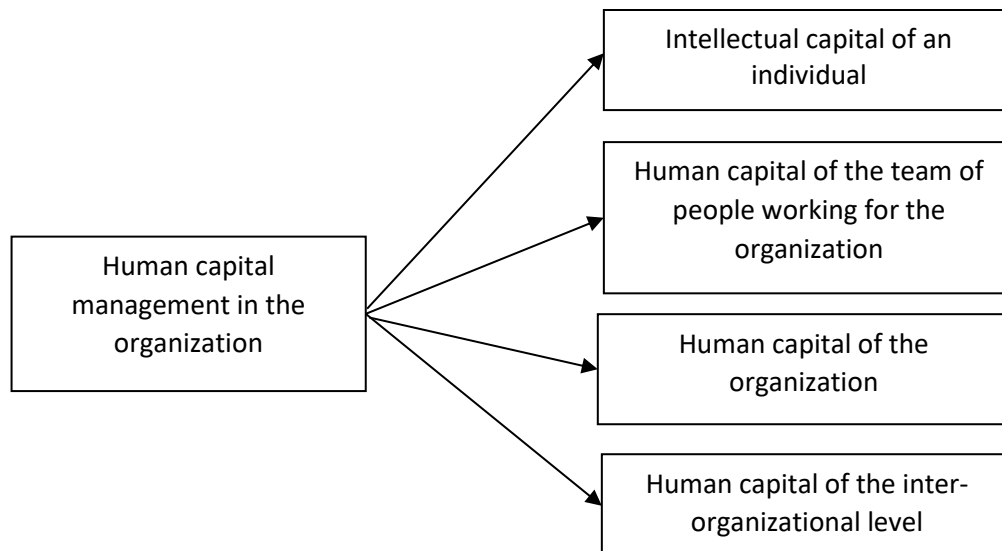 Intellectual capital of an
individual
Human capital of the team of
people working for the
organization
Human capital
management in the
organization
Human capital of the
organization
Human capital of the inter-
organizational level